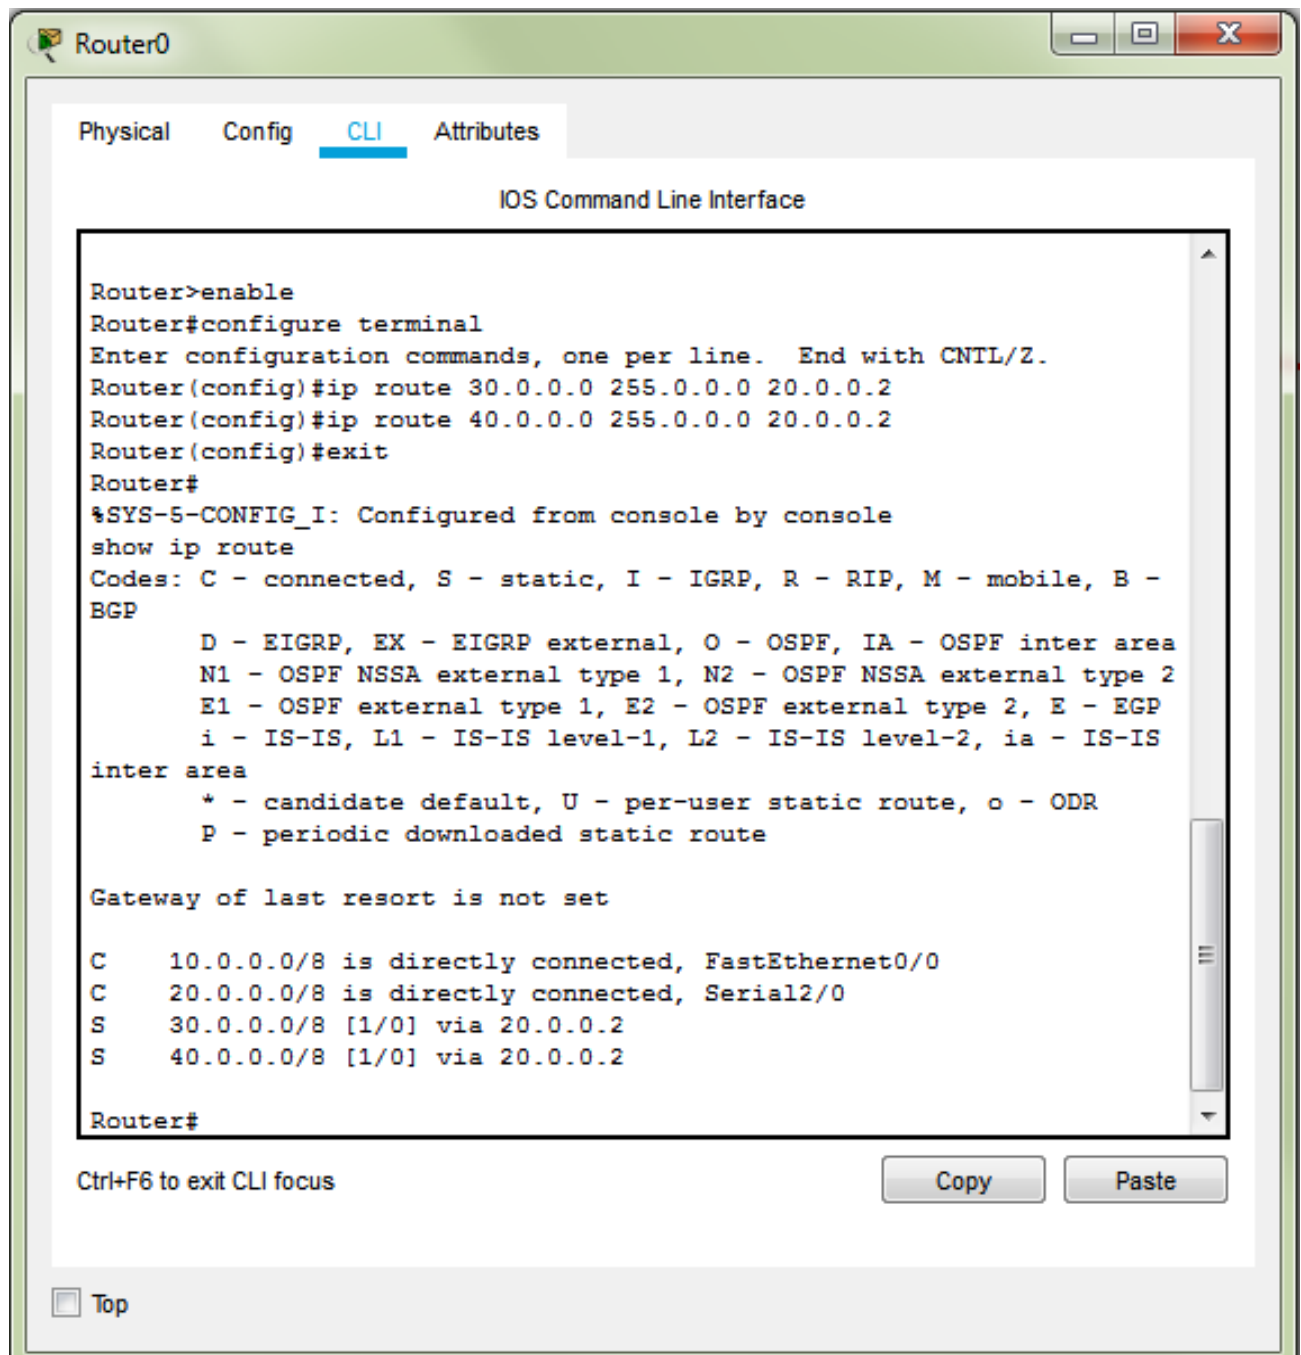 Router0
Physical Config CLI Attributes
IOS Command Line Interface
Router>enable
Router#configure terminal
Enter configuration commands, one per line.  End with CNTL/Z.
Router(config)#ip route 30.0.0.0 255.0.0.0 20.0.0.2
Router(config)#ip route 40.0.0.0 255.0.0.0 20.0.0.2
Router(config)#exit
Router#
%SYS-5-CONFIG_I: Configured from console by console
show ip route
Codes: C - connected, S - static, I - IGRP, R - RIP, M - mobile, B -
BGP
       D - EIGRP, EX - EIGRP external, O - OSPF, IA - OSPF inter area
       N1 - OSPF NSSA external type 1, N2 - OSPF NSSA external type 2
       E1 - OSPF external type 1, E2 - OSPF external type 2, E - EGP
       i - IS-IS, L1 - IS-IS level-1, L2 - IS-IS level-2, ia - IS-IS
inter area
       * - candidate default, U - per-user static route, o - ODR
       P - periodic downloaded static route
Gateway of last resort is not set
C    10.0.0.0/8 is directly connected, FastEthernet0/0
C    20.0.0.0/8 is directly connected, Serial2/0
S    30.0.0.0/8 [1/0] via 20.0.0.2
S    40.0.0.0/8 [1/0] via 20.0.0.2
Router#
Ctrl+F6 to exit CLI focus Copy Paste
Top